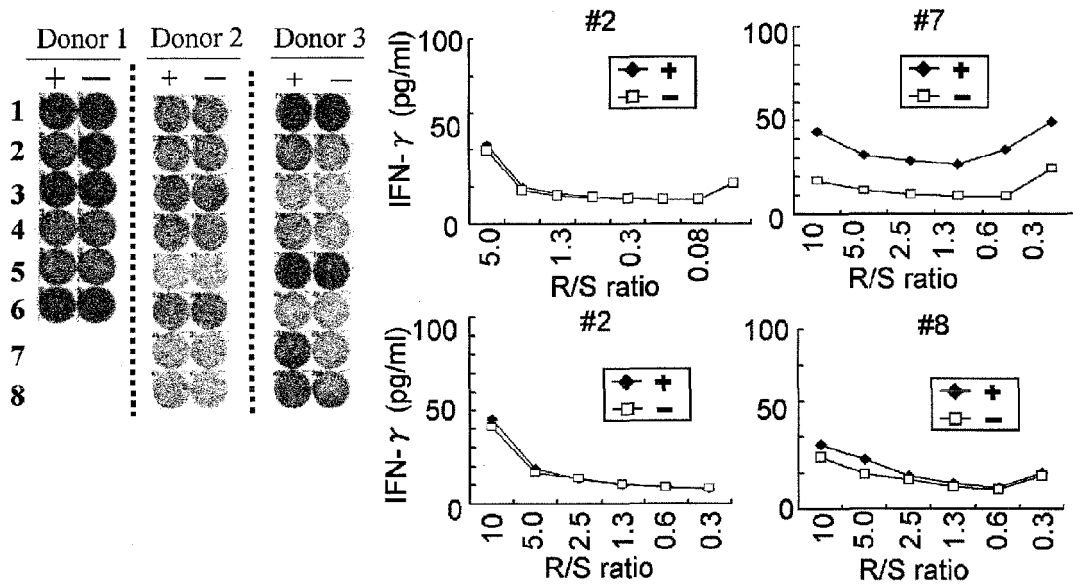 Donor 1 Donor 2 Donor 3
+ − + − + −
1
2
3
4
5
6
7
8
#2
100
50
0
IFN-γ (pg/ml)
+
−
5.0 1.3 0.3 0.08
R/S ratio
#7
100
50
0
+
−
10 5.0 2.5 1.3 0.6 0.3
R/S ratio
#2
100
50
0
IFN-γ (pg/ml)
+
−
10 5.0 2.5 1.3 0.6 0.3
R/S ratio
#8
100
50
0
+
−
10 5.0 2.5 1.3 0.6 0.3
R/S ratio